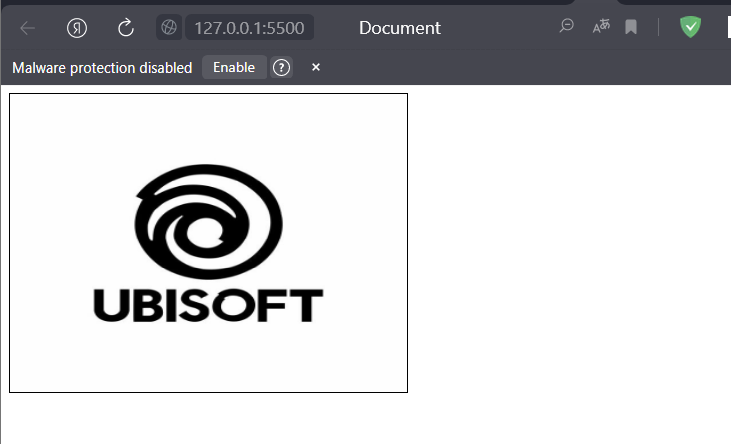 Я 127.0.0.1:5500 Document
Malware protection disabled Enable ? ×
UBISOFT